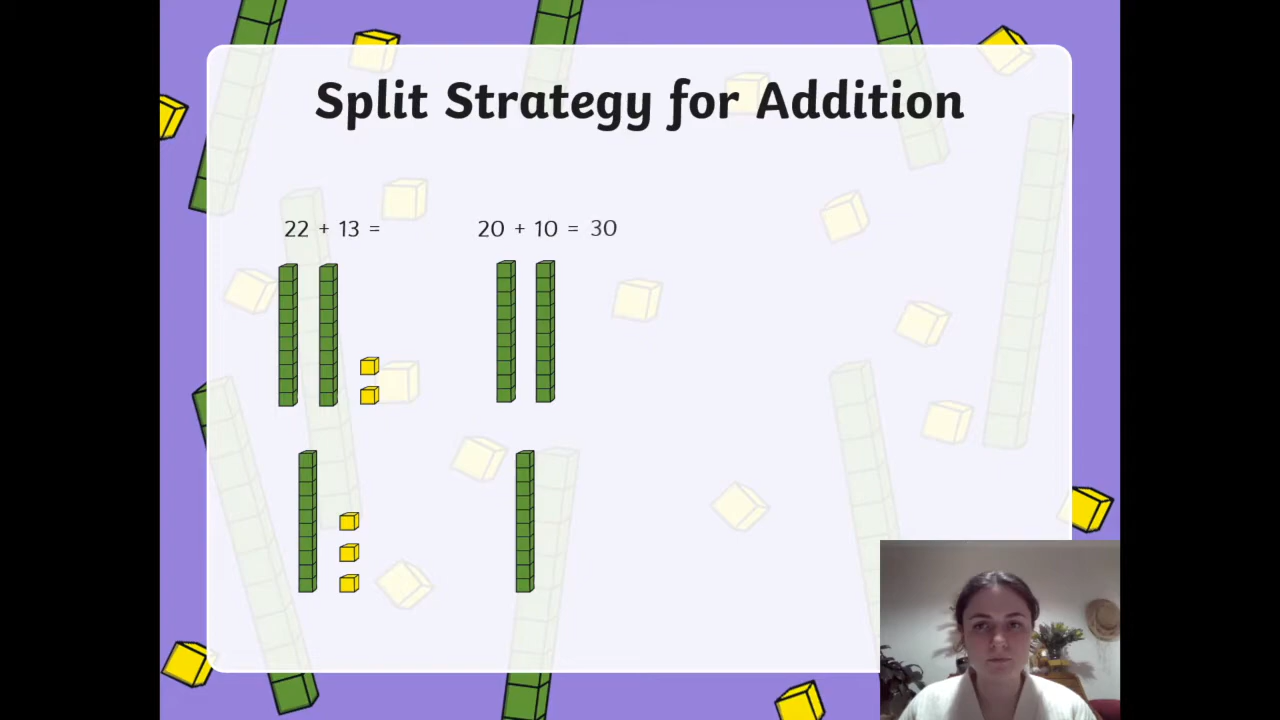 Split Strategy for Addition
22 + 13 =
20 + 10 = 30